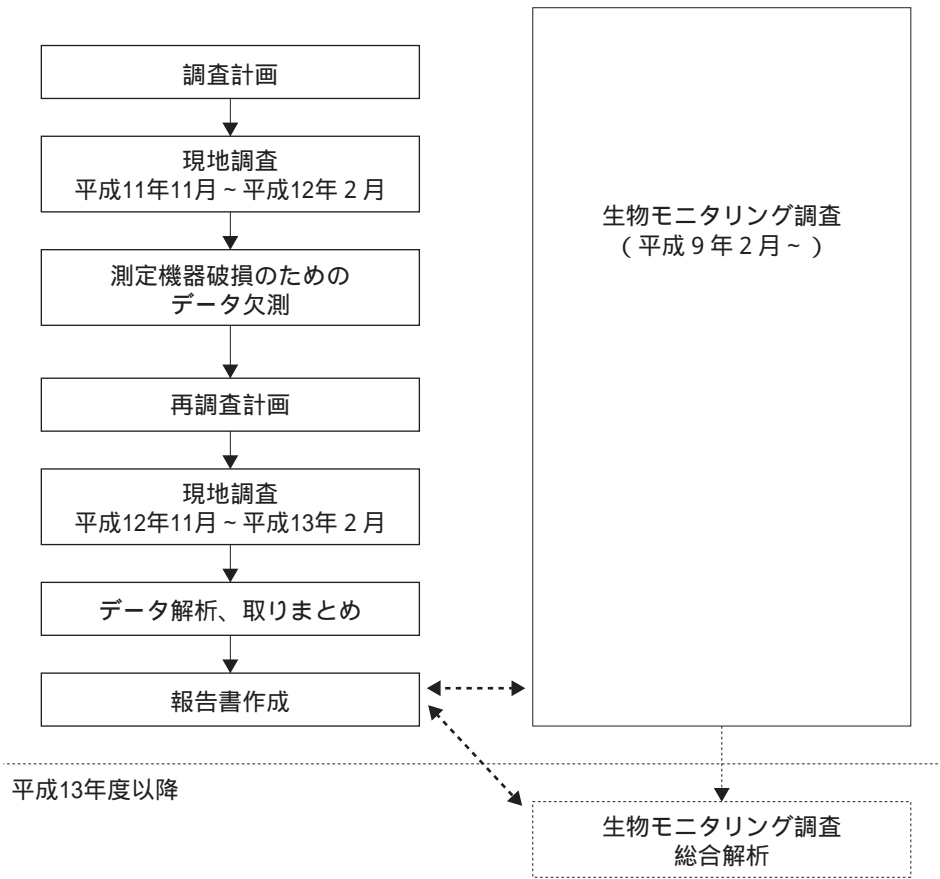 調査計画
現地調査
平成11年11月~平成12年2月
測定機器破損のための
データ欠測
再調査計画
現地調査
平成12年11月~平成13年2月
データ解析、取りまとめ
報告書作成
生物モニタリング調査
(平成9年2月~)
平成13年度以降
生物モニタリング調査
総合解析